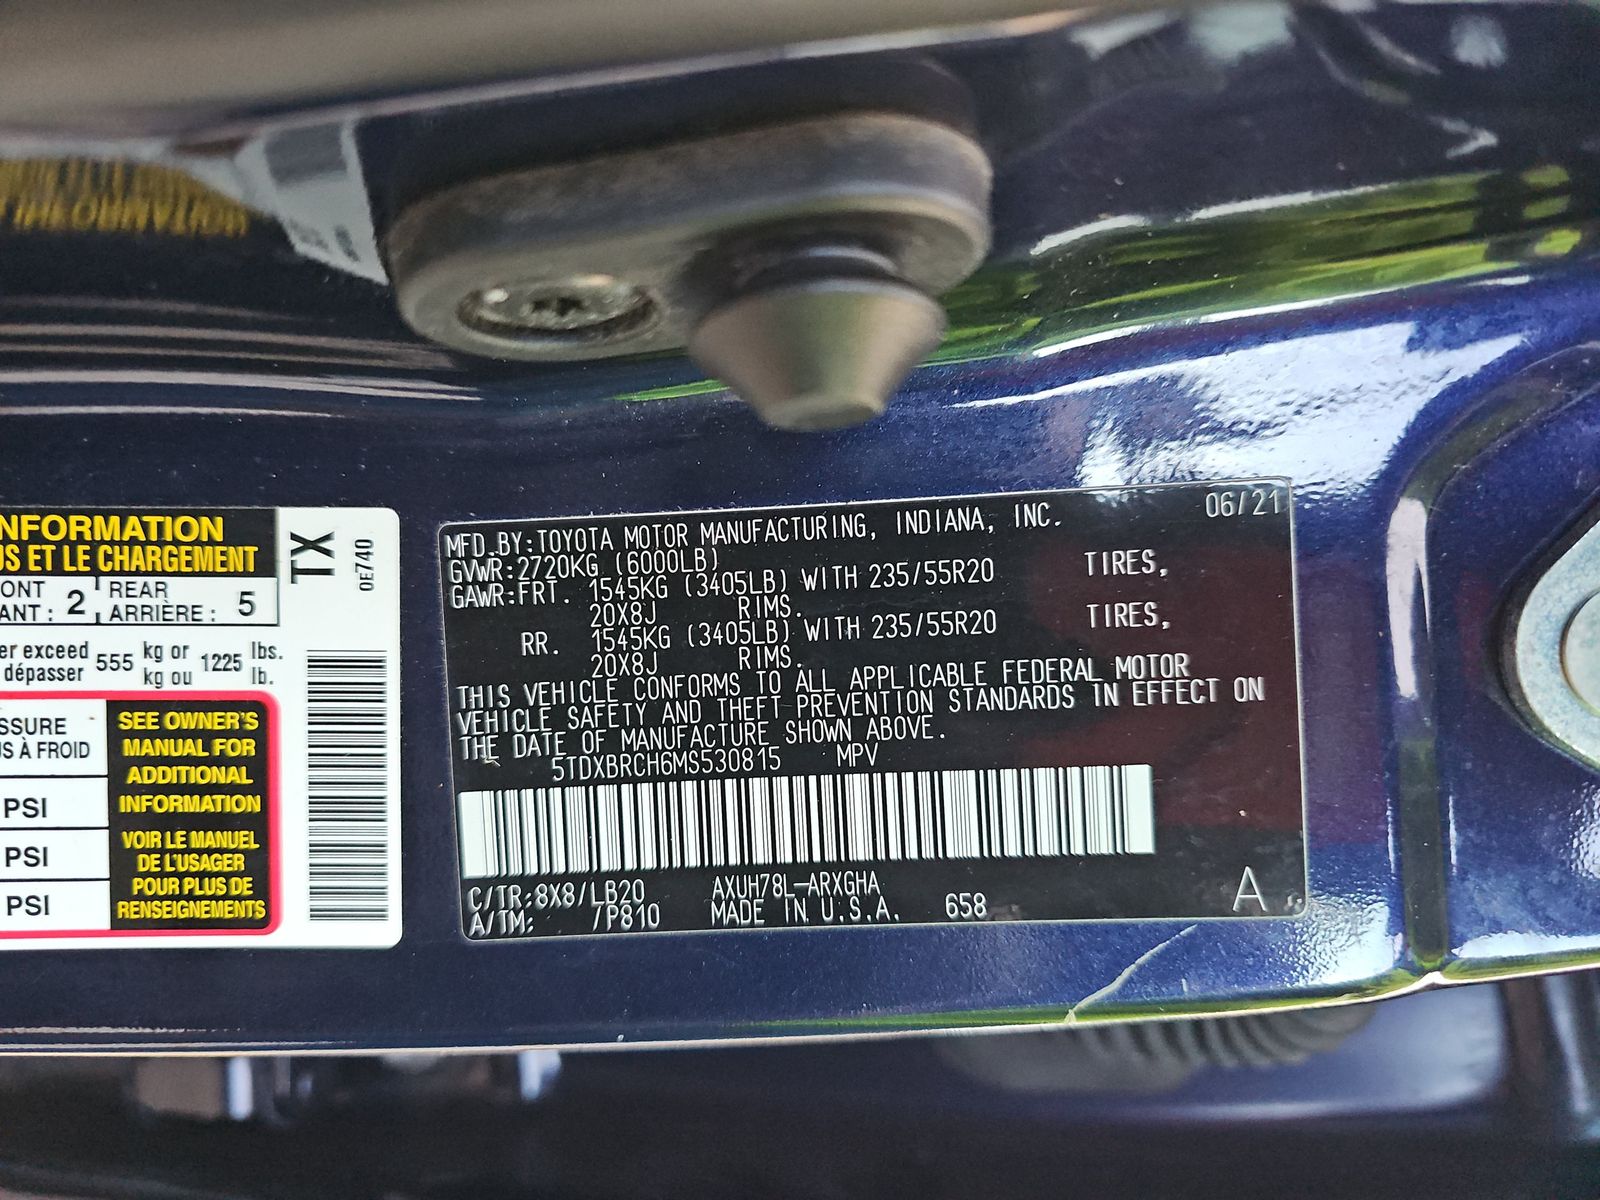 NFORMATION
US ET LE CHARGEMENT
ONT
ANT : 2
REAR
ARRIÈRE : 5
er exceed
dépasser 555 kg or
kg ou 1225 lbs.
lb.
SSURE
US À FROID
PSI
PSI
PSI
SEE OWNER'S
MANUAL FOR
ADDITIONAL
INFORMATION
VOIR LE MANUEL
DE L'USAGER
POUR PLUS DE
RENSEIGNEMENTS
TX
0E740
06/21
MFD.BY:TOYOTA MOTOR MANUFACTURING, INDIANA, INC.
GVWR:2720KG (6000LB)
GAWR:FRT. 1545KG (3405LB) WITH 235/55R20 TIRES,
20X8J RIMS.
RR. 1545KG (3405LB) WITH 235/55R20 TIRES,
20X8J RIMS.
THIS VEHICLE CONFORMS TO ALL APPLICABLE FEDERAL MOTOR
VEHICLE SAFETY AND THEFT PREVENTION STANDARDS IN EFFECT ON
THE DATE OF MANUFACTURE SHOWN ABOVE.
5TDXBRCH6MS530815 MPV
C/TR:8X8/LB20 AXUH78L-ARXGHA
A/TM: /P810 MADE IN U.S.A. 658
A